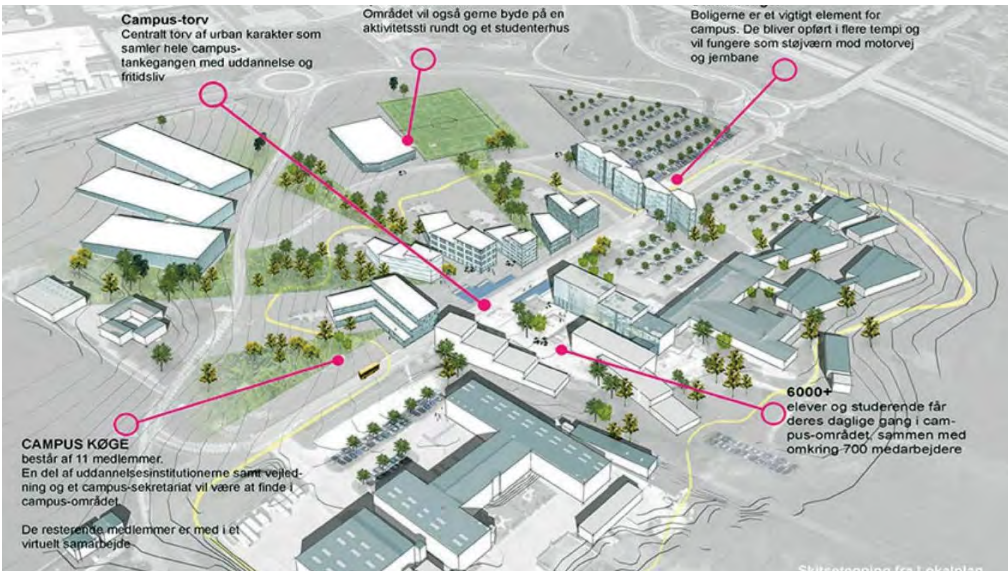 Campus-torv
Centralt torv af urban karakter som
samler hele campus-
tankegangen med uddannelse og
fritidsliv
Området vil også gerne byde på en
aktivitetssti rundt og et studenterhus
Boligerne er et vigtigt element for
campus. De bliver opført i flere tempi og
vil fungere som støjværn mod motorvej
og jernbane
6000+
elever og studerende får
deres daglige gang i cam-
pus-området, sammen med
omkring 700 medarbejdere
CAMPUS KØGE
består af 11 medlemmer.
En del af uddannelsesinstitutionerne samt vejled-
ning og et campus-sekretariat vil være at finde i
campus-området
De resterende medlemmer er med i et
virtuelt samarbejde
Skitsetegning fra Lokalplan